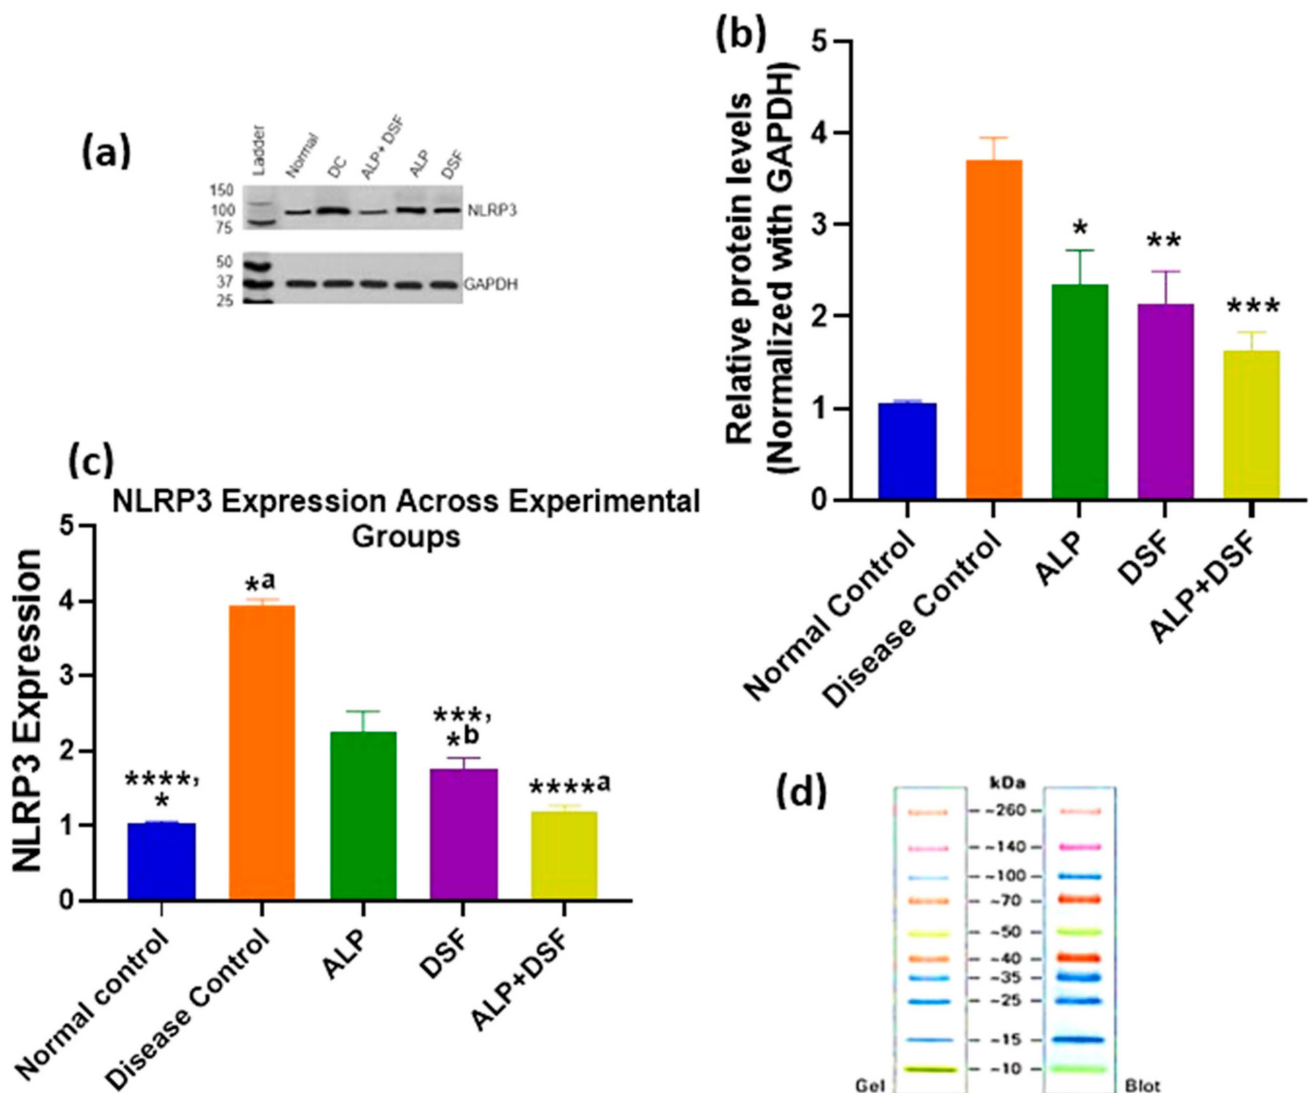 (a)
Ladder
Normal
DC
ALP+ DSF
ALP
DSF
150
100
75
NLRP3
50
37
25
GAPDH
(b)
Relative protein levels
(Normalized with GAPDH)
5
4
3
2
1
0
*
**
***
Normal Control
Disease Control
ALP
DSF
ALP+DSF
(c)
NLRP3 Expression Across Experimental
Groups
NLRP3 Expression
5
4
3
2
1
0
****,
*
*a
***,
*b
****a
Normal control
Disease Control
ALP
DSF
ALP+DSF
(d)
kDa
~260
~140
~100
~70
~50
~40
~35
~25
~15
~10
Gel
Blot